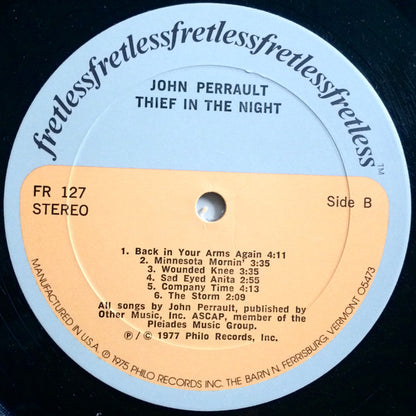 fretlessfretlessfretlessfretlessfretless™
JOHN PERRAULT
THIEF IN THE NIGHT
FR 127
STEREO
Side B
1. Back in Your Arms Again 4:11
2. Minnesota Mornin' 3:35
3. Wounded Knee 3:35
4. Sad Eyed Anita 2:55
5. Company Time 4:13
6. The Storm 2:09
All songs by John Perrault, published by
Other Music, Inc. ASCAP, member of the
Pleiades Music Group.
Ⓟ/© 1977 Philo Records, Inc.
MANUFACTURED IN U.S.A. ℗ 1975 PHILO RECORDS INC. THE BARN N. FERRISBURG, VERMONT 05473